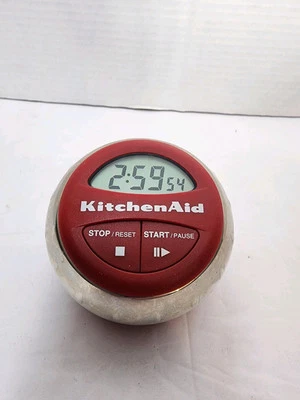 2:59 54
KitchenAid
STOP / RESET START / PAUSE